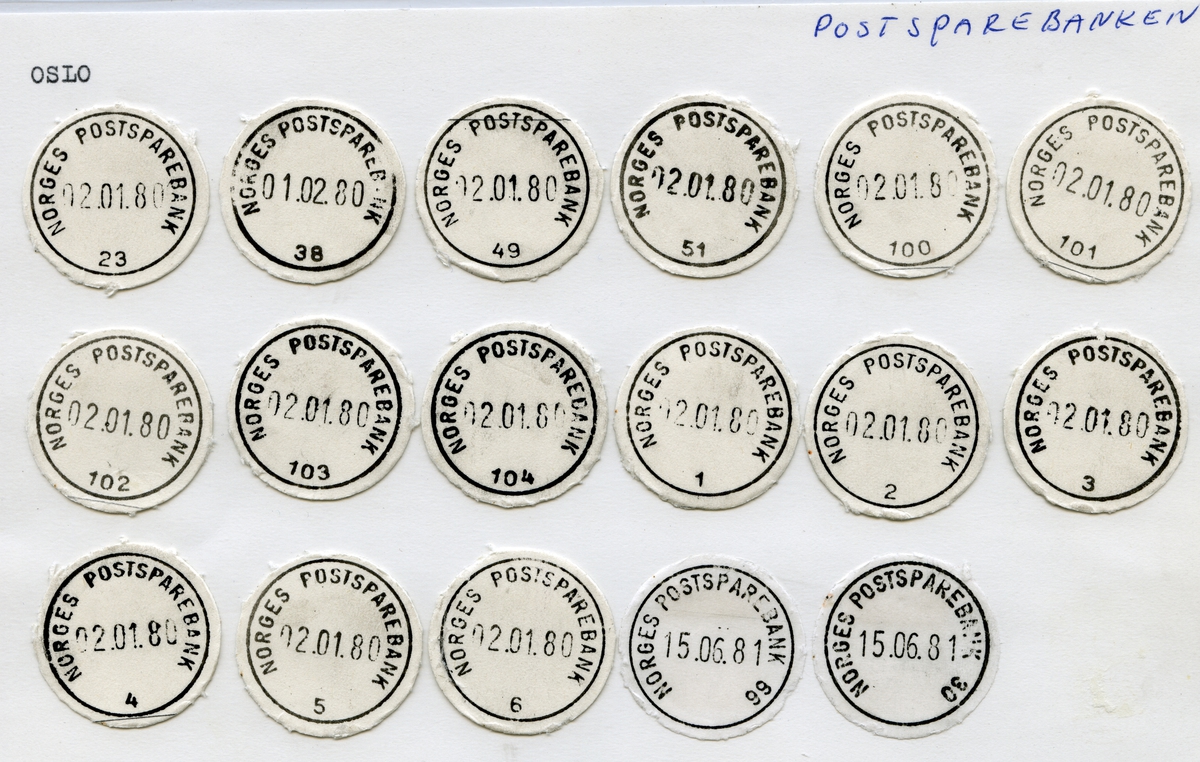 POSTSPAREBANKEN
OSLO
NORGES POSTSPAREBANK
02.01.80
23
NORGES POSTSPAREBANK
01.02.80
38
NORGES POSTSPAREBANK
02.01.80
49
NORGES POSTSPAREBANK
02.01.80
51
NORGES POSTSPAREBANK
02.01.80
100
NORGES POSTSPAREBANK
02.01.80
101
NORGES POSTSPAREBANK
02.01.80
102
NORGES POSTSPAREBANK
02.01.80
103
NORGES POSTSPAREBANK
02.01.80
104
NORGES POSTSPAREBANK
02.01.80
1
NORGES POSTSPAREBANK
02.01.80
2
NORGES POSTSPAREBANK
02.01.80
3
NORGES POSTSPAREBANK
02.01.80
4
NORGES POSTSPAREBANK
02.01.80
5
NORGES POSTSPAREBANK
02.01.80
6
NORGES POSTSPAREBANK 66
15.06.81
NORGES POSTSPAREBANK 30
15.06.81